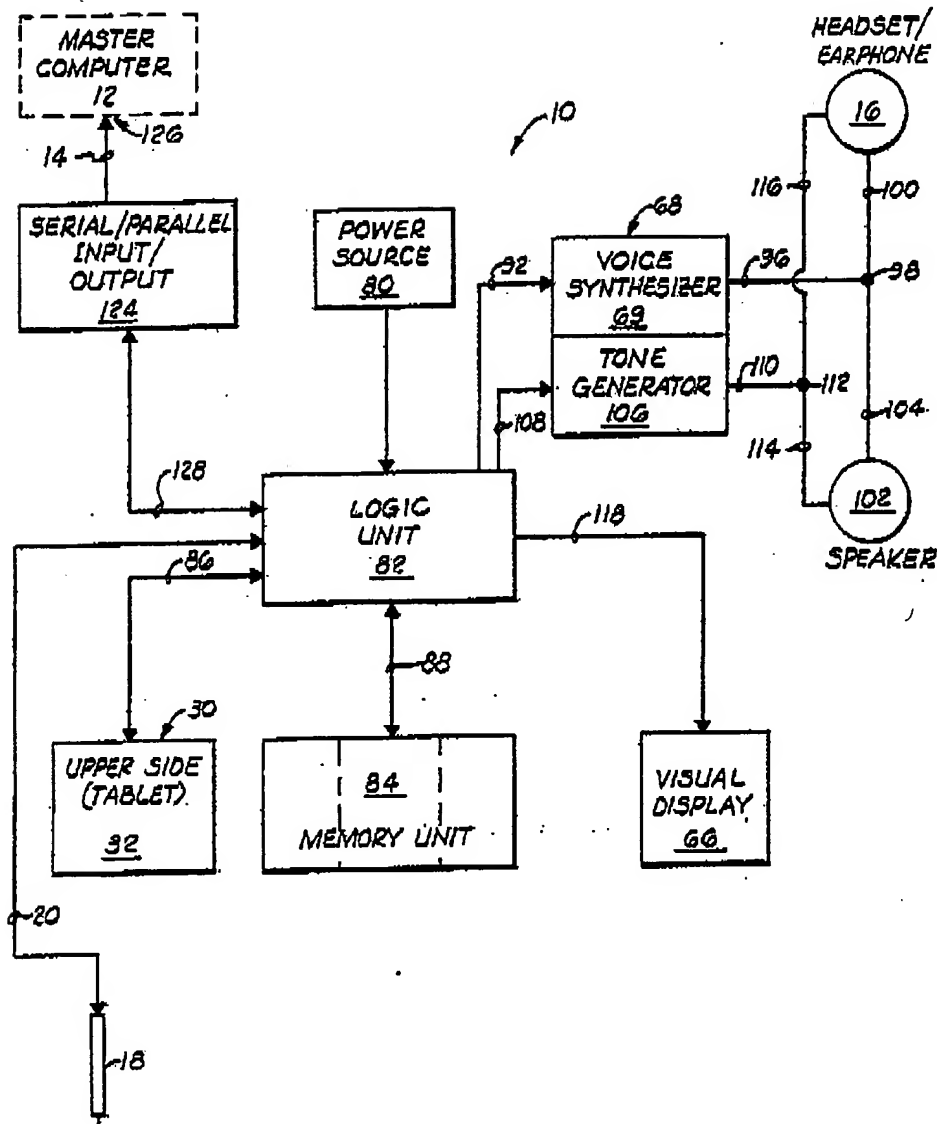 MASTER
COMPUTER
12
126
14
SERIAL/PARALLEL
INPUT/
OUTPUT
124
10
POWER
SOURCE
80
HEADSET/
EARPHONE
16
116
100
68
92
VOICE
SYNTHESIZER
69
96
98
TONE
GENERATOR
106
110
112
108
104
114
102
SPEAKER
128
LOGIC
UNIT
82
118
86
88
30
UPPER SIDE
(TABLET).
32
84
MEMORY UNIT
VISUAL
DISPLAY
66
20
18